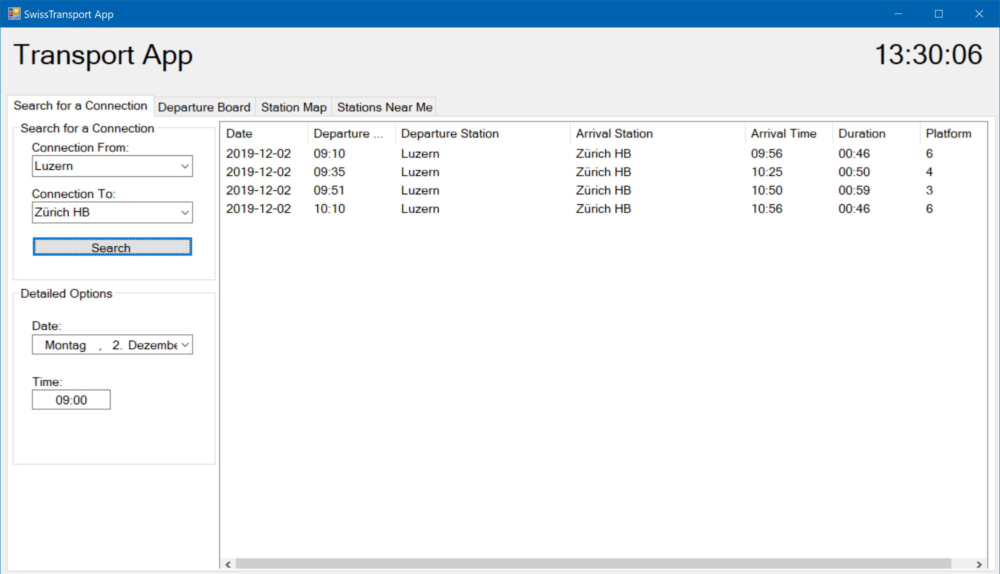 SwissTransport App
Transport App
13:30:06
Search for a Connection Departure Board Station Map Stations Near Me
Search for a Connection
Connection From:
Luzern
Connection To:
Zürich HB
Search
Detailed Options
Date:
Montag , 2. Dezembe
Time:
09:00
Date Departure ... Departure Station Arrival Station Arrival Time Duration Platform
2019-12-02 09:10 Luzern Zürich HB 09:56 00:46 6
2019-12-02 09:35 Luzern Zürich HB 10:25 00:50 4
2019-12-02 09:51 Luzern Zürich HB 10:50 00:59 3
2019-12-02 10:10 Luzern Zürich HB 10:56 00:46 6